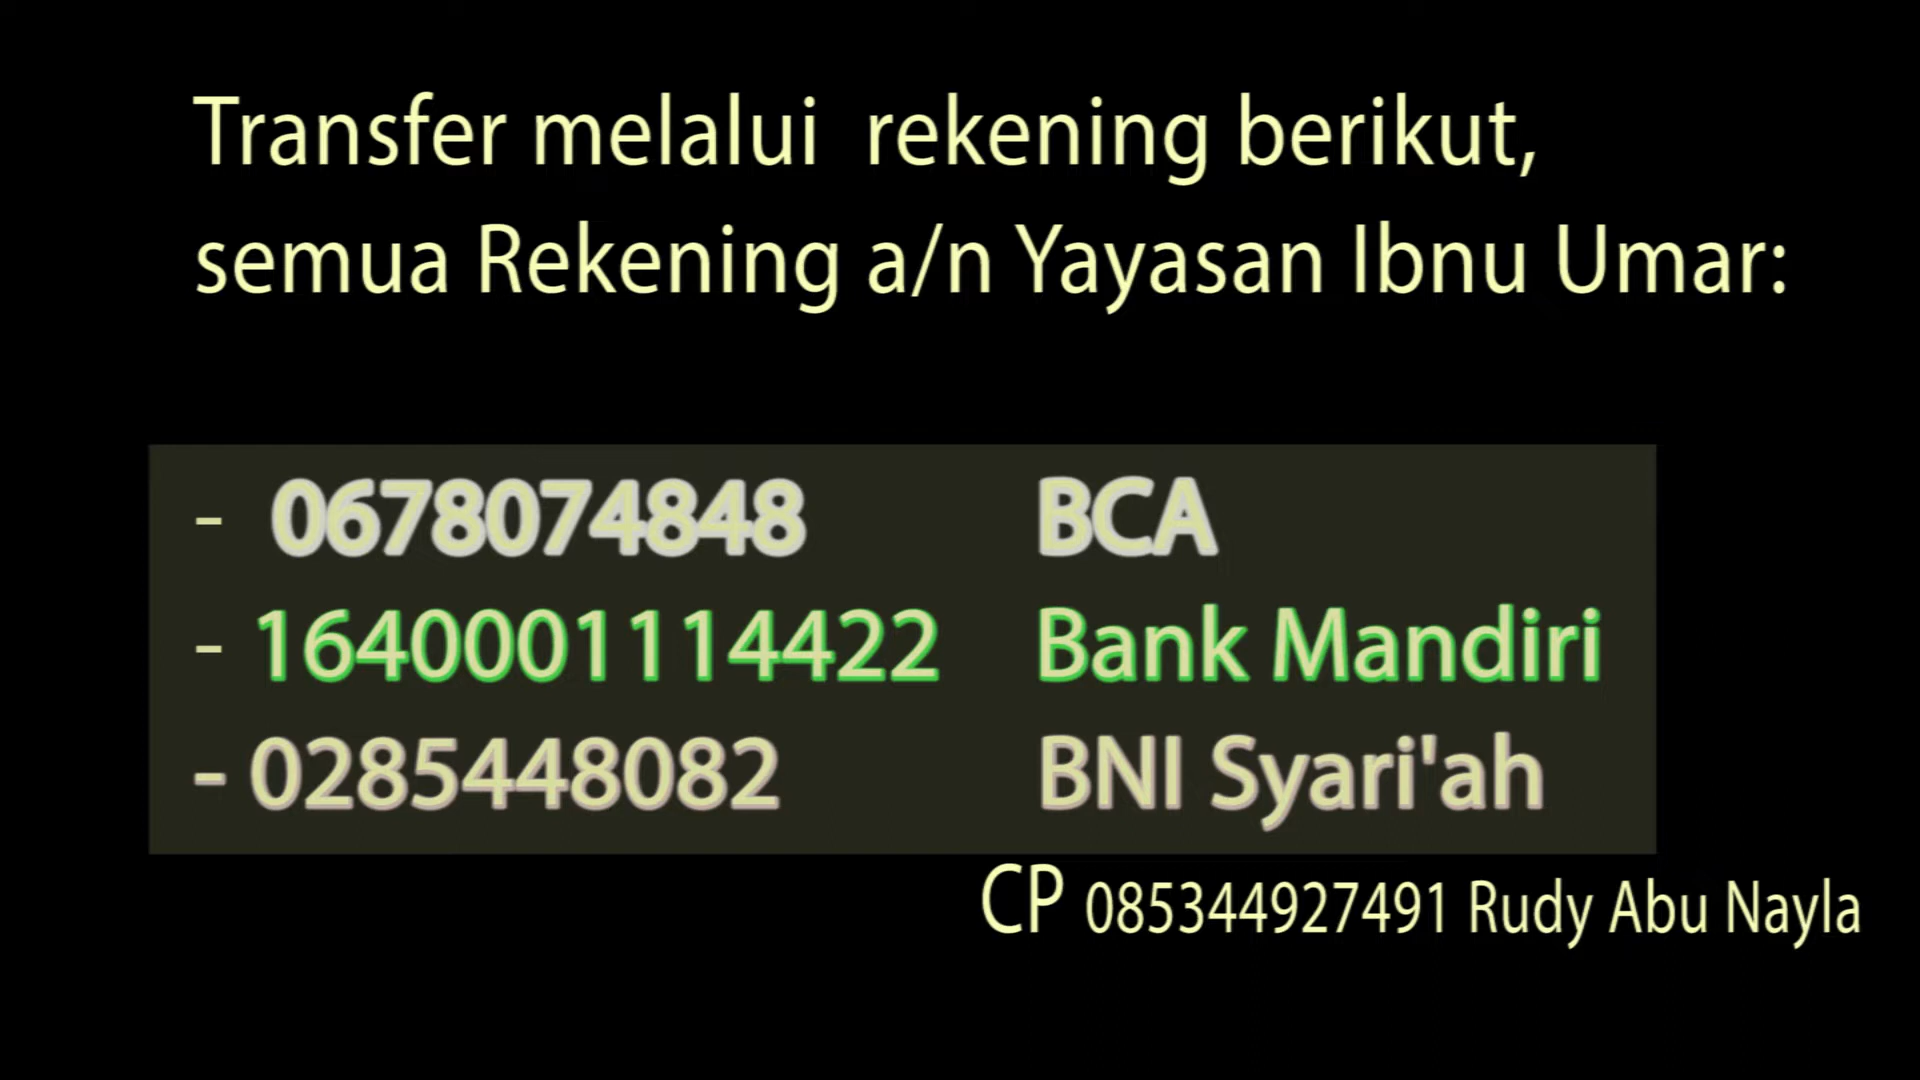 Transfer melalui  rekening berikut,
semua Rekening a/n Yayasan Ibnu Umar:
- 0678074848 BCA
- 1640001114422 Bank Mandiri
- 0285448082 BNI Syari'ah
CP 085344927491 Rudy Abu Nayla